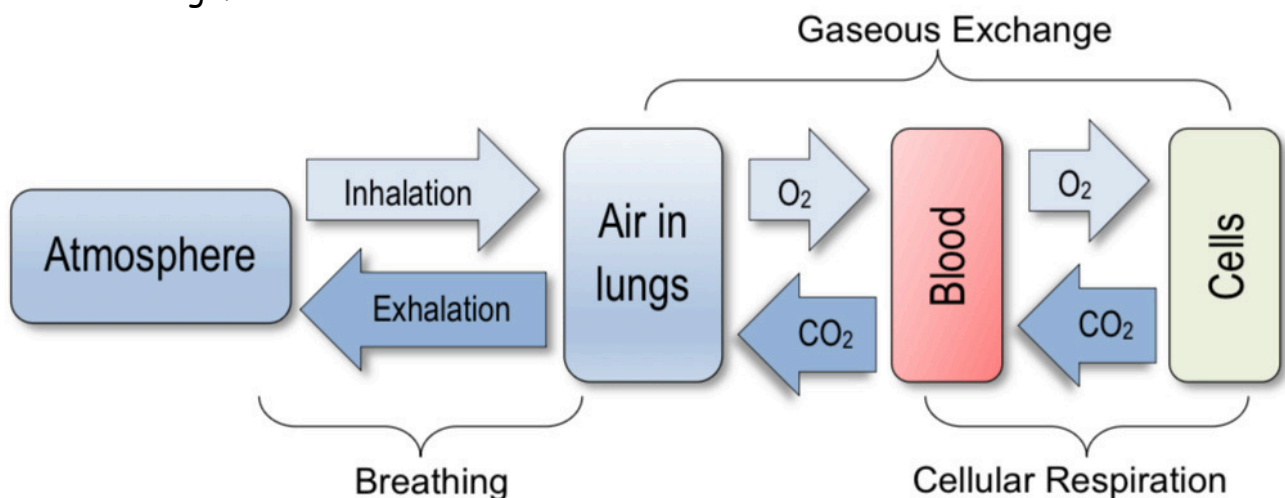 Gaseous Exchange
Atmosphere
Inhalation
Exhalation
Air in
lungs
O₂
CO₂
Blood
O₂
CO₂
Cells
Breathing
Cellular Respiration